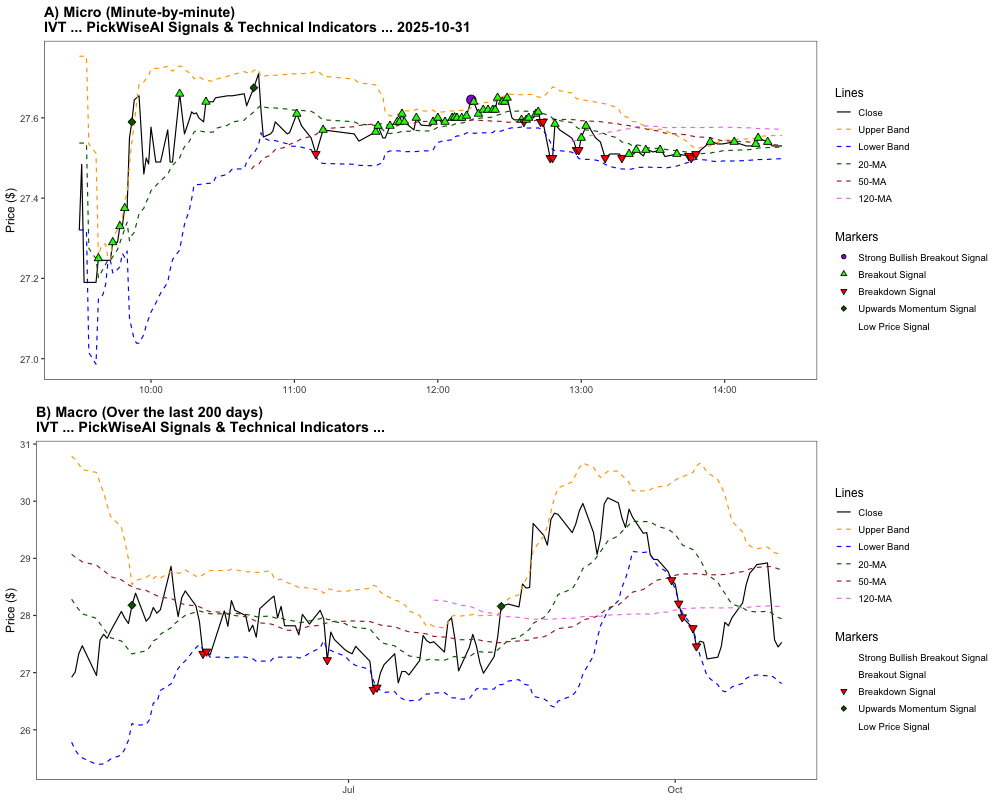 A) Micro (Minute-by-minute)
IVT ... PickWiseAI Signals & Technical Indicators ... 2025-10-31
Price ($)
27.6
27.4
27.2
27.0
10:00
11:00
12:00
13:00
14:00
Lines
Close
Upper Band
Lower Band
20-MA
50-MA
120-MA
Markers
Strong Bullish Breakout Signal
Breakout Signal
Breakdown Signal
Upwards Momentum Signal
Low Price Signal
B) Macro (Over the last 200 days)
IVT ... PickWiseAI Signals & Technical Indicators ...
Price ($)
31
30
29
28
27
26
Jul
Oct
Lines
Close
Upper Band
Lower Band
20-MA
50-MA
120-MA
Markers
Strong Bullish Breakout Signal
Breakout Signal
Breakdown Signal
Upwards Momentum Signal
Low Price Signal